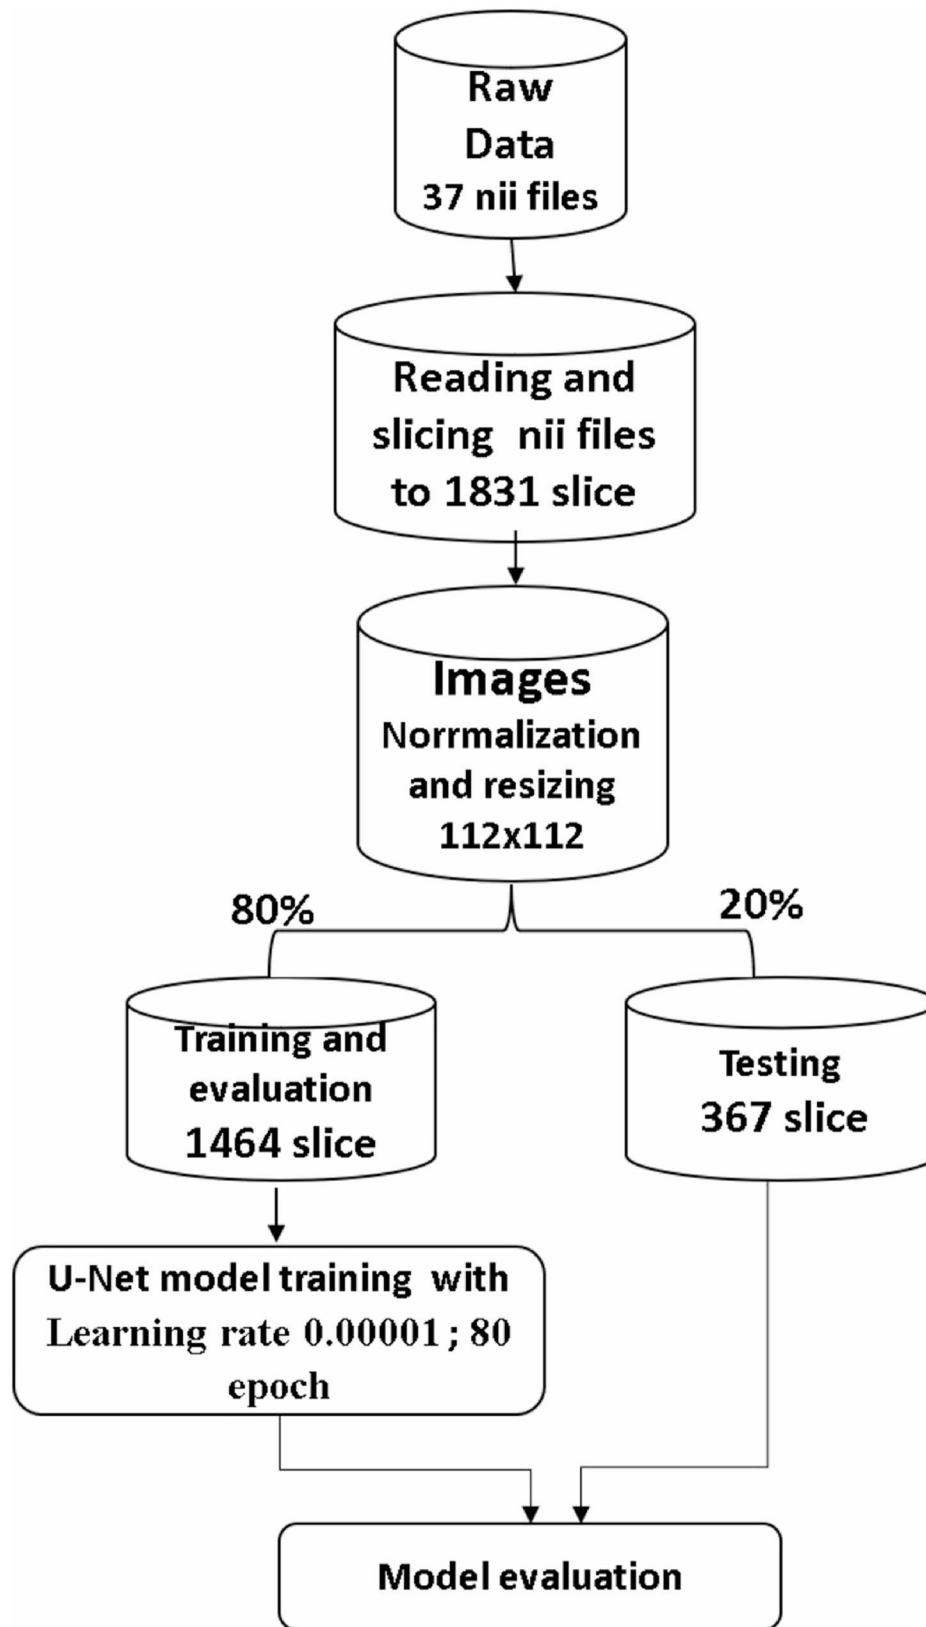 Raw
Data
37 nii files
Reading and
slicing nii files
to 1831 slice
Images
Norrmalization
and resizing
112x112
80%
20%
Training and
evaluation
1464 slice
Testing
367 slice
U-Net model training with
Learning rate 0.00001; 80
epoch
Model evaluation